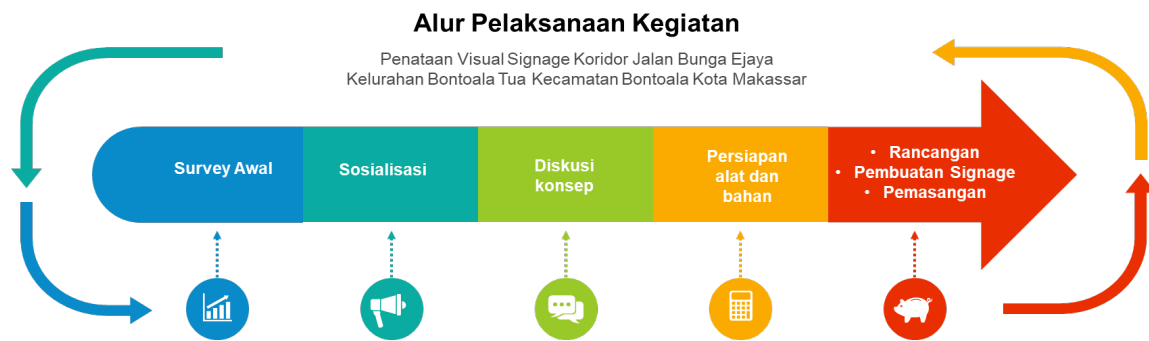 Alur Pelaksanaan Kegiatan
Penataan Visual Signage Koridor Jalan Bunga Ejaya
Kelurahan Bontoala Tua Kecamatan Bontoala Kota Makassar
Survey Awal
Sosialisasi
Diskusi
konsep
Persiapan
alat dan
bahan
• Rancangan
• Pembuatan Signage
• Pemasangan